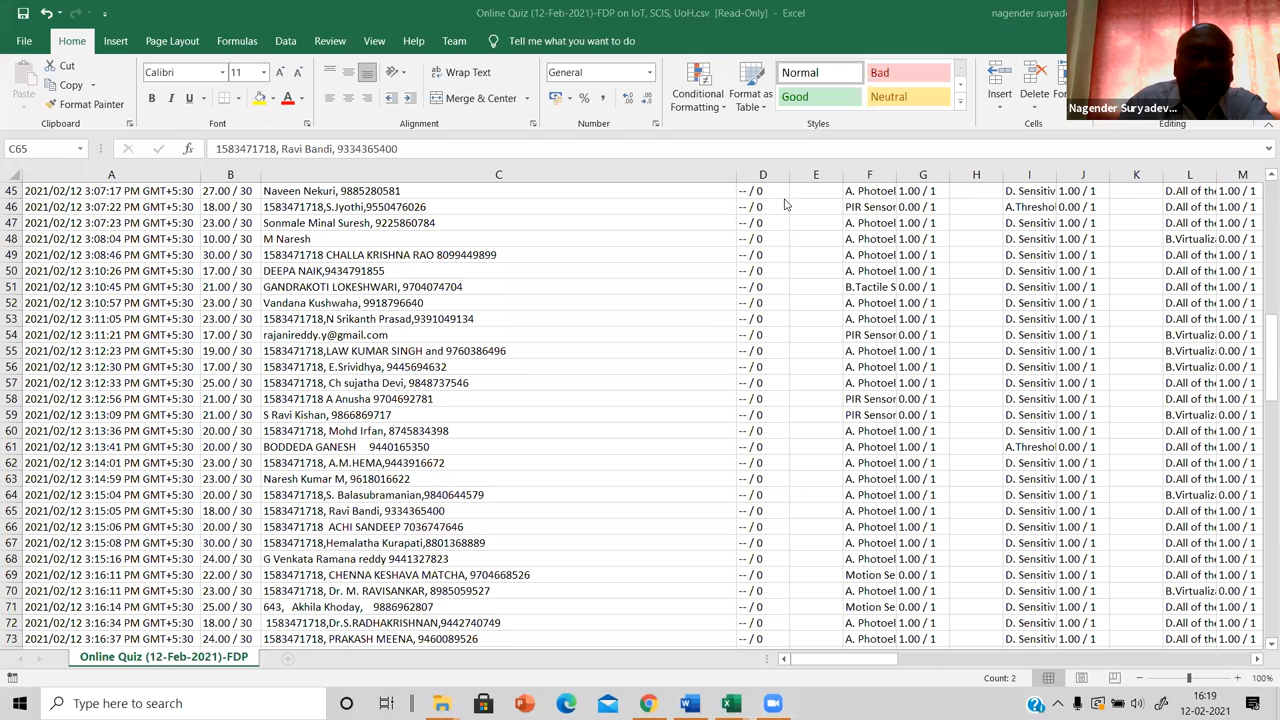 Online Quiz (12-Feb-2021)-FDP on IoT, SCIS, UoH.csv [Read-Only] - Excel
nagender suryade
File Home Insert Page Layout Formulas Data Review View Help Team Tell me what you want to do
Paste Cut Copy Format Painter Clipboard
Calibri 11 B I U A Font
Wrap Text Merge & Center Alignment
General % Number
Conditional Formatting Format as Table Normal Bad Good Neutral Styles
Insert Delete Cells
Editing
Nagender Suryadev...
C65 fx 1583471718, Ravi Bandi, 9334365400
A B C D E F G H I J K L M
45 2021/02/12 3:07:17 PM GMT+5:30 27.00 / 30 Naveen Nekuri, 9885280581 -- / 0 A. Photoel 1.00 / 1 D. Sensitiv 1.00 / 1 D.All of the 1.00 / 1
46 2021/02/12 3:07:22 PM GMT+5:30 18.00 / 30 1583471718,S.Jyothi,9550476026 -- / 0 PIR Sensor 0.00 / 1 A.Threshol 0.00 / 1 D.All of the 1.00 / 1
47 2021/02/12 3:07:23 PM GMT+5:30 23.00 / 30 Sonmale Minal Suresh, 9225860784 -- / 0 A. Photoel 1.00 / 1 D. Sensitiv 1.00 / 1 D.All of the 1.00 / 1
48 2021/02/12 3:08:04 PM GMT+5:30 10.00 / 30 M Naresh -- / 0 A. Photoel 1.00 / 1 D. Sensitiv 1.00 / 1 B.Virtualiz 0.00 / 1
49 2021/02/12 3:08:46 PM GMT+5:30 30.00 / 30 1583471718 CHALLA KRISHNA RAO 8099449899 -- / 0 A. Photoel 1.00 / 1 D. Sensitiv 1.00 / 1 D.All of the 1.00 / 1
50 2021/02/12 3:10:26 PM GMT+5:30 17.00 / 30 DEEPA NAIK,9434791855 -- / 0 A. Photoel 1.00 / 1 D. Sensitiv 1.00 / 1 D.All of the 1.00 / 1
51 2021/02/12 3:10:45 PM GMT+5:30 21.00 / 30 GANDRAKOTI LOKESHWARI, 9704074704 -- / 0 B.Tactile S 0.00 / 1 D. Sensitiv 1.00 / 1 D.All of the 1.00 / 1
52 2021/02/12 3:10:57 PM GMT+5:30 23.00 / 30 Vandana Kushwaha, 9918796640 -- / 0 A. Photoel 1.00 / 1 D. Sensitiv 1.00 / 1 D.All of the 1.00 / 1
53 2021/02/12 3:11:05 PM GMT+5:30 23.00 / 30 1583471718,N Srikanth Prasad,9391049134 -- / 0 A. Photoel 1.00 / 1 D. Sensitiv 1.00 / 1 D.All of the 1.00 / 1
54 2021/02/12 3:11:21 PM GMT+5:30 17.00 / 30 rajanireddy.y@gmail.com -- / 0 PIR Sensor 0.00 / 1 D. Sensitiv 1.00 / 1 B.Virtualiz 0.00 / 1
55 2021/02/12 3:12:23 PM GMT+5:30 19.00 / 30 1583471718,LAW KUMAR SINGH and 9760386496 -- / 0 A. Photoel 1.00 / 1 D. Sensitiv 1.00 / 1 B.Virtualiz 0.00 / 1
56 2021/02/12 3:12:30 PM GMT+5:30 17.00 / 30 1583471718, E.Srividhya, 9445694632 -- / 0 A. Photoel 1.00 / 1 D. Sensitiv 1.00 / 1 B.Virtualiz 0.00 / 1
57 2021/02/12 3:12:33 PM GMT+5:30 25.00 / 30 1583471718, Ch sujatha Devi, 9848737546 -- / 0 A. Photoel 1.00 / 1 D. Sensitiv 1.00 / 1 D.All of the 1.00 / 1
58 2021/02/12 3:12:56 PM GMT+5:30 21.00 / 30 1583471718 A Anusha 9704692781 -- / 0 PIR Sensor 0.00 / 1 D. Sensitiv 1.00 / 1 D.All of the 1.00 / 1
59 2021/02/12 3:13:09 PM GMT+5:30 21.00 / 30 S Ravi Kishan, 9866869717 -- / 0 PIR Sensor 0.00 / 1 D. Sensitiv 1.00 / 1 B.Virtualiz 0.00 / 1
60 2021/02/12 3:13:36 PM GMT+5:30 20.00 / 30 1583471718, Mohd Irfan, 8745834398 -- / 0 A. Photoel 1.00 / 1 D. Sensitiv 1.00 / 1 D.All of the 1.00 / 1
61 2021/02/12 3:13:41 PM GMT+5:30 20.00 / 30 BODDEDA GANESH 9440165350 -- / 0 A. Photoel 1.00 / 1 A.Threshol 0.00 / 1 D.All of the 1.00 / 1
62 2021/02/12 3:14:01 PM GMT+5:30 23.00 / 30 1583471718, A.M.HEMA,9443916672 -- / 0 A. Photoel 1.00 / 1 D. Sensitiv 1.00 / 1 D.All of the 1.00 / 1
63 2021/02/12 3:14:59 PM GMT+5:30 23.00 / 30 Naresh Kumar M, 9618016622 -- / 0 A. Photoel 1.00 / 1 D. Sensitiv 1.00 / 1 D.All of the 1.00 / 1
64 2021/02/12 3:15:04 PM GMT+5:30 20.00 / 30 1583471718,S. Balasubramanian,9840644579 -- / 0 A. Photoel 1.00 / 1 D. Sensitiv 1.00 / 1 B.Virtualiz 0.00 / 1
65 2021/02/12 3:15:05 PM GMT+5:30 18.00 / 30 1583471718, Ravi Bandi, 9334365400 -- / 0 A. Photoel 1.00 / 1 D. Sensitiv 1.00 / 1 D.All of the 1.00 / 1
66 2021/02/12 3:15:06 PM GMT+5:30 20.00 / 30 1583471718 ACHI SANDEEP 7036747646 -- / 0 A. Photoel 1.00 / 1 D. Sensitiv 1.00 / 1 D.All of the 1.00 / 1
67 2021/02/12 3:15:08 PM GMT+5:30 30.00 / 30 1583471718,Hemalatha Kurapati,8801368889 -- / 0 A. Photoel 1.00 / 1 D. Sensitiv 1.00 / 1 D.All of the 1.00 / 1
68 2021/02/12 3:15:16 PM GMT+5:30 24.00 / 30 G Venkata Ramana reddy 9441327823 -- / 0 A. Photoel 1.00 / 1 D. Sensitiv 1.00 / 1 D.All of the 1.00 / 1
69 2021/02/12 3:16:11 PM GMT+5:30 22.00 / 30 1583471718, CHENNA KESHAVA MATCHA, 9704668526 -- / 0 Motion Se 0.00 / 1 D. Sensitiv 1.00 / 1 D.All of the 1.00 / 1
70 2021/02/12 3:16:11 PM GMT+5:30 23.00 / 30 1583471718, Dr. M. RAVISANKAR, 8985059527 -- / 0 A. Photoel 1.00 / 1 D. Sensitiv 1.00 / 1 B.Virtualiz 0.00 / 1
71 2021/02/12 3:16:14 PM GMT+5:30 25.00 / 30 643, Akhila Khoday, 9886962807 -- / 0 Motion Se 0.00 / 1 D. Sensitiv 1.00 / 1 D.All of the 1.00 / 1
72 2021/02/12 3:16:34 PM GMT+5:30 18.00 / 30 1583471718,Dr.S.RADHAKRISHNAN,9442740749 -- / 0 A. Photoel 1.00 / 1 D. Sensitiv 1.00 / 1 D.All of the 1.00 / 1
73 2021/02/12 3:16:37 PM GMT+5:30 24.00 / 30 1583471718, PRAKASH MEENA, 9460089526 -- / 0 A. Photoel 1.00 / 1 D. Sensitiv 1.00 / 1 D.All of the 1.00 / 1
Online Quiz (12-Feb-2021)-FDP
Count: 2 100%
Type here to search
16:19
12-02-2021